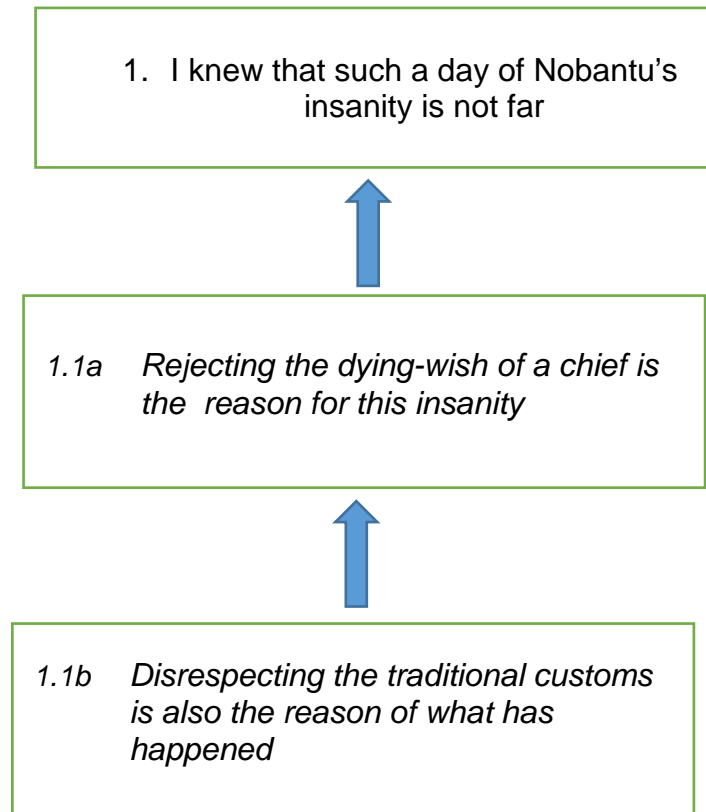 1. I knew that such a day of Nobantu's
insanity is not far
1.1a Rejecting the dying-wish of a chief is
the reason for this insanity
1.1b Disrespecting the traditional customs
is also the reason of what has
happened